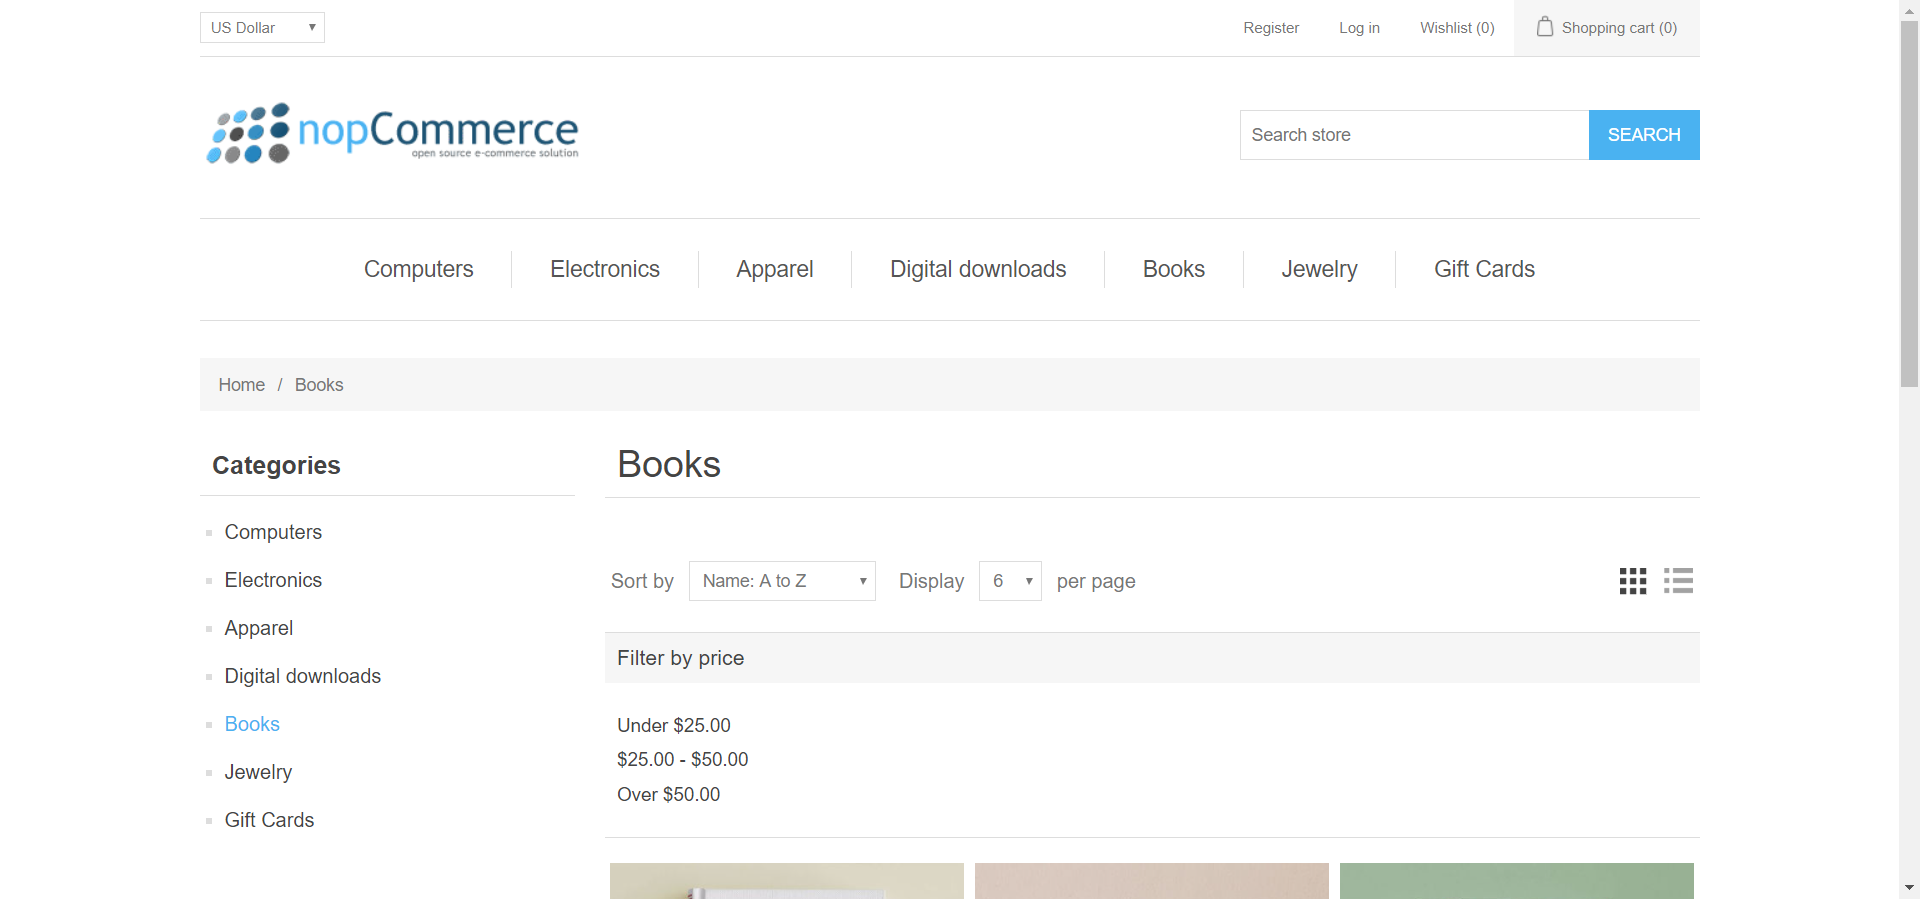 US Dollar
Register
Log in
Wishlist (0)
Shopping cart (0)
nopCommerce
open source e-commerce solution
Search store
SEARCH
Computers
Electronics
Apparel
Digital downloads
Books
Jewelry
Gift Cards
Home / Books
Categories
Computers
Electronics
Apparel
Digital downloads
Books
Jewelry
Gift Cards
Books
Sort by Name: A to Z Display 6 per page
Filter by price
Under $25.00
$25.00 - $50.00
Over $50.00